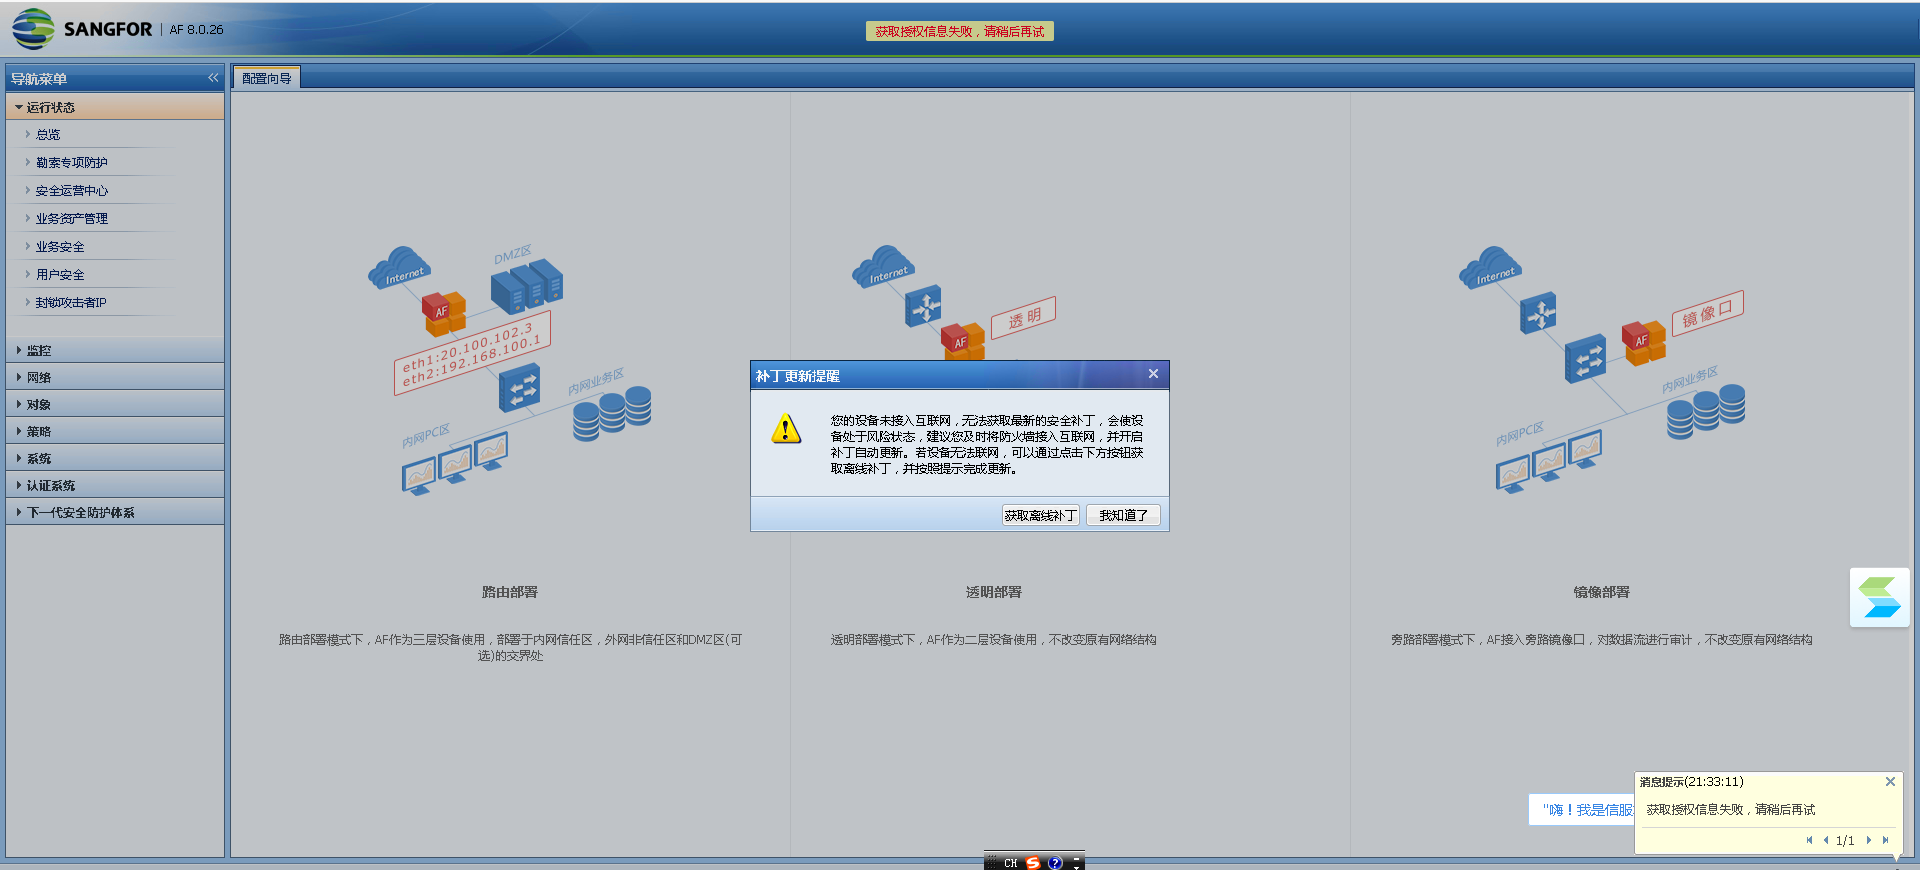 SANGFOR | AF 8.0.26
获取授权信息失败，请稍后再试
导航菜单
配置向导
运行状态
总览
勒索专项防护
安全运营中心
业务资产管理
业务安全
用户安全
封锁攻击者IP
监控
网络
对象
策略
系统
认证系统
下一代安全防护体系
Internet
DMZ区
AF
eth1:20.100.102.3
eth2:192.168.100.1
内网业务区
内网PC区
Internet
透明
AF
Internet
镜像口
AF
内网业务区
内网PC区
补丁更新提醒
您的设备未接入互联网，无法获取最新的安全补丁，会使设
备处于风险状态，建议您及时将防火墙接入互联网，并开启
补丁自动更新。若设备无法联网，可以通过点击下方按钮获
取离线补丁，并按照提示完成更新。
获取离线补丁
我知道了
路由部署
路由部署模式下，AF作为三层设备使用，部署于内网信任区，外网非信任区和DMZ区(可
选)的交界处
透明部署
透明部署模式下，AF作为二层设备使用，不改变原有网络结构
镜像部署
旁路部署模式下，AF接入旁路镜像口，对数据流进行审计，不改变原有网络结构
"嗨！我是信服
消息提示(21:33:11)
获取授权信息失败，请稍后再试
1/1
CH